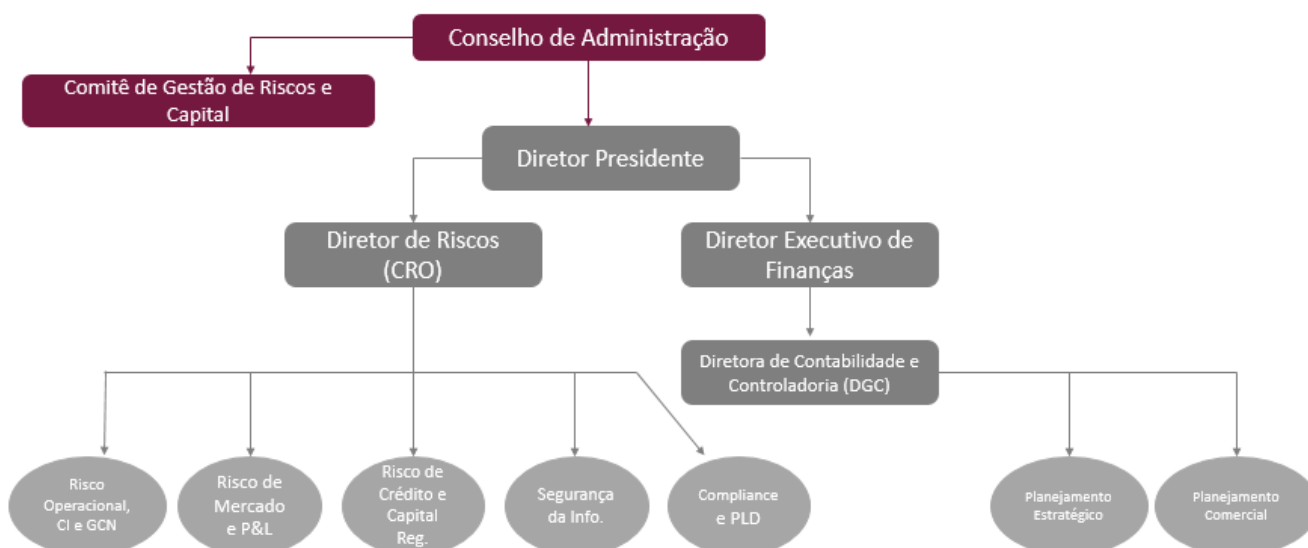 Conselho de Administração
Comitê de Gestão de Riscos e
Capital
Diretor Presidente
Diretor de Riscos
(CRO)
Diretor Executivo de
Finanças
Diretora de Contabilidade e
Controladoria (DGC)
Risco
Operacional,
CI e GCN
Risco de
Mercado
e P&L
Risco de
Crédito e
Capital
Reg.
Segurança
da Info.
Compliance
e PLD
Planejamento
Estratégico
Planejamento
Comercial